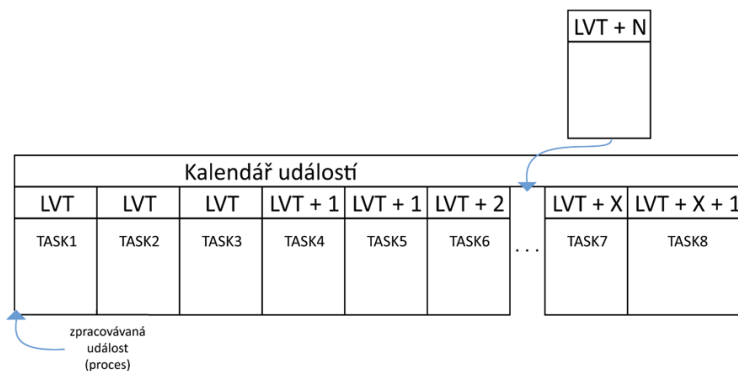 LVT + N
Kalendář událostí
LVT LVT LVT LVT + 1 LVT + 1 LVT + 2 LVT + X LVT + X + 1
TASK1 TASK2 TASK3 TASK4 TASK5 TASK6 ... TASK7 TASK8
zpracovávaná
událost
(proces)